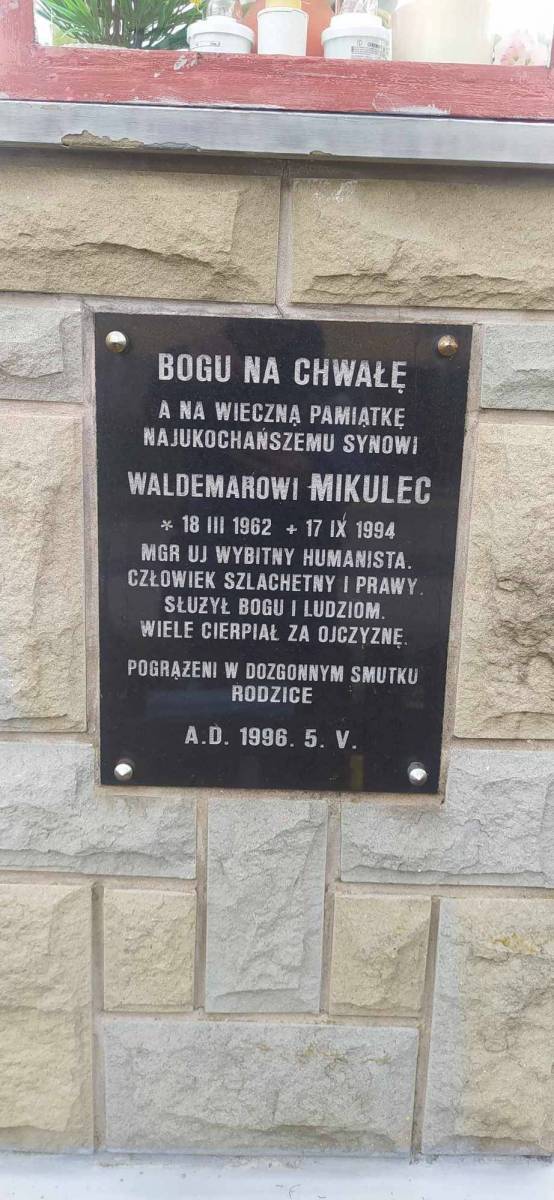 BOGU NA CHWAŁĘ
A NA WIECZNĄ PAMIĄTKĘ
NAJUKOCHAŃSZEMU SYNOWI
WALDEMAROWI MIKULEC
* 18 III 1962 + 17 IX 1994
MGR UJ WYBITNY HUMANISTA.
CZŁOWIEK SZLACHETNY I PRAWY.
SŁUŻYŁ BOGU I LUDZIOM.
WIELE CIERPIAŁ ZA OJCZYZNĘ.
POGRĄŻENI W DOZGONNYM SMUTKU
RODZICE
A.D. 1996. 5. V.